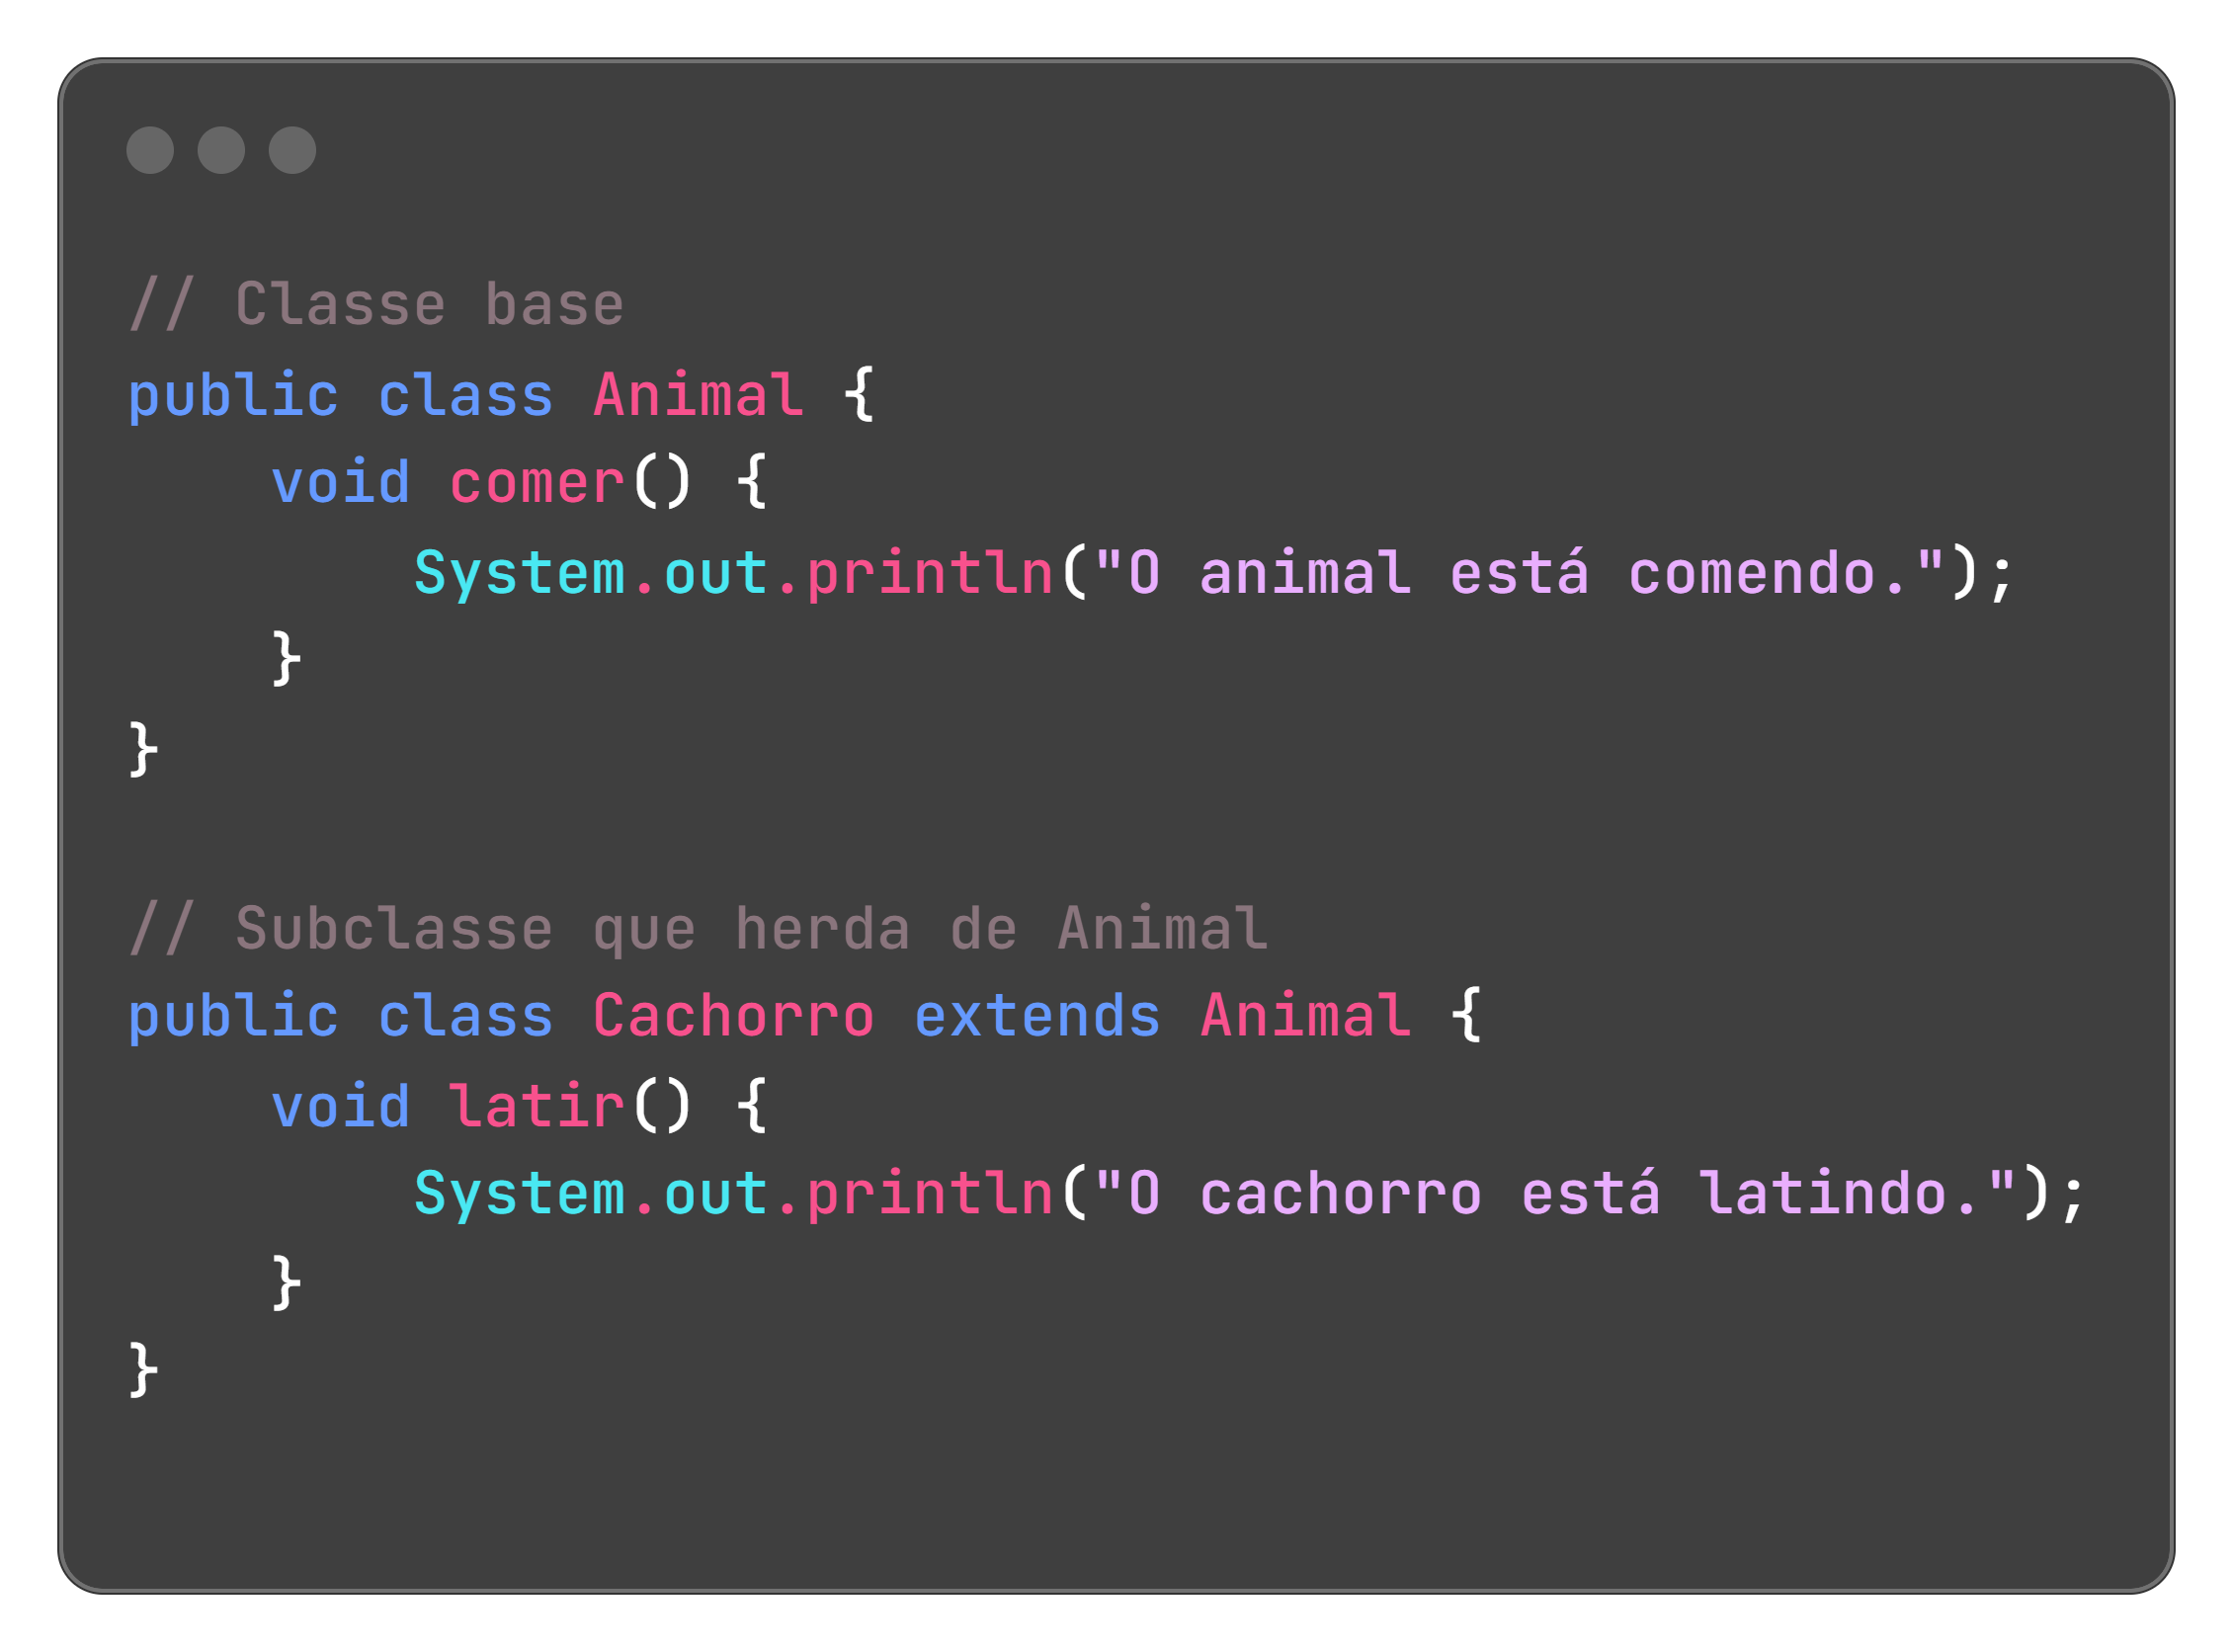 // Classe base
public class Animal {
    void comer() {
        System.out.println("O animal está comendo.");
    }
}

// Subclasse que herda de Animal
public class Cachorro extends Animal {
    void latir() {
        System.out.println("O cachorro está latindo.");
    }
}